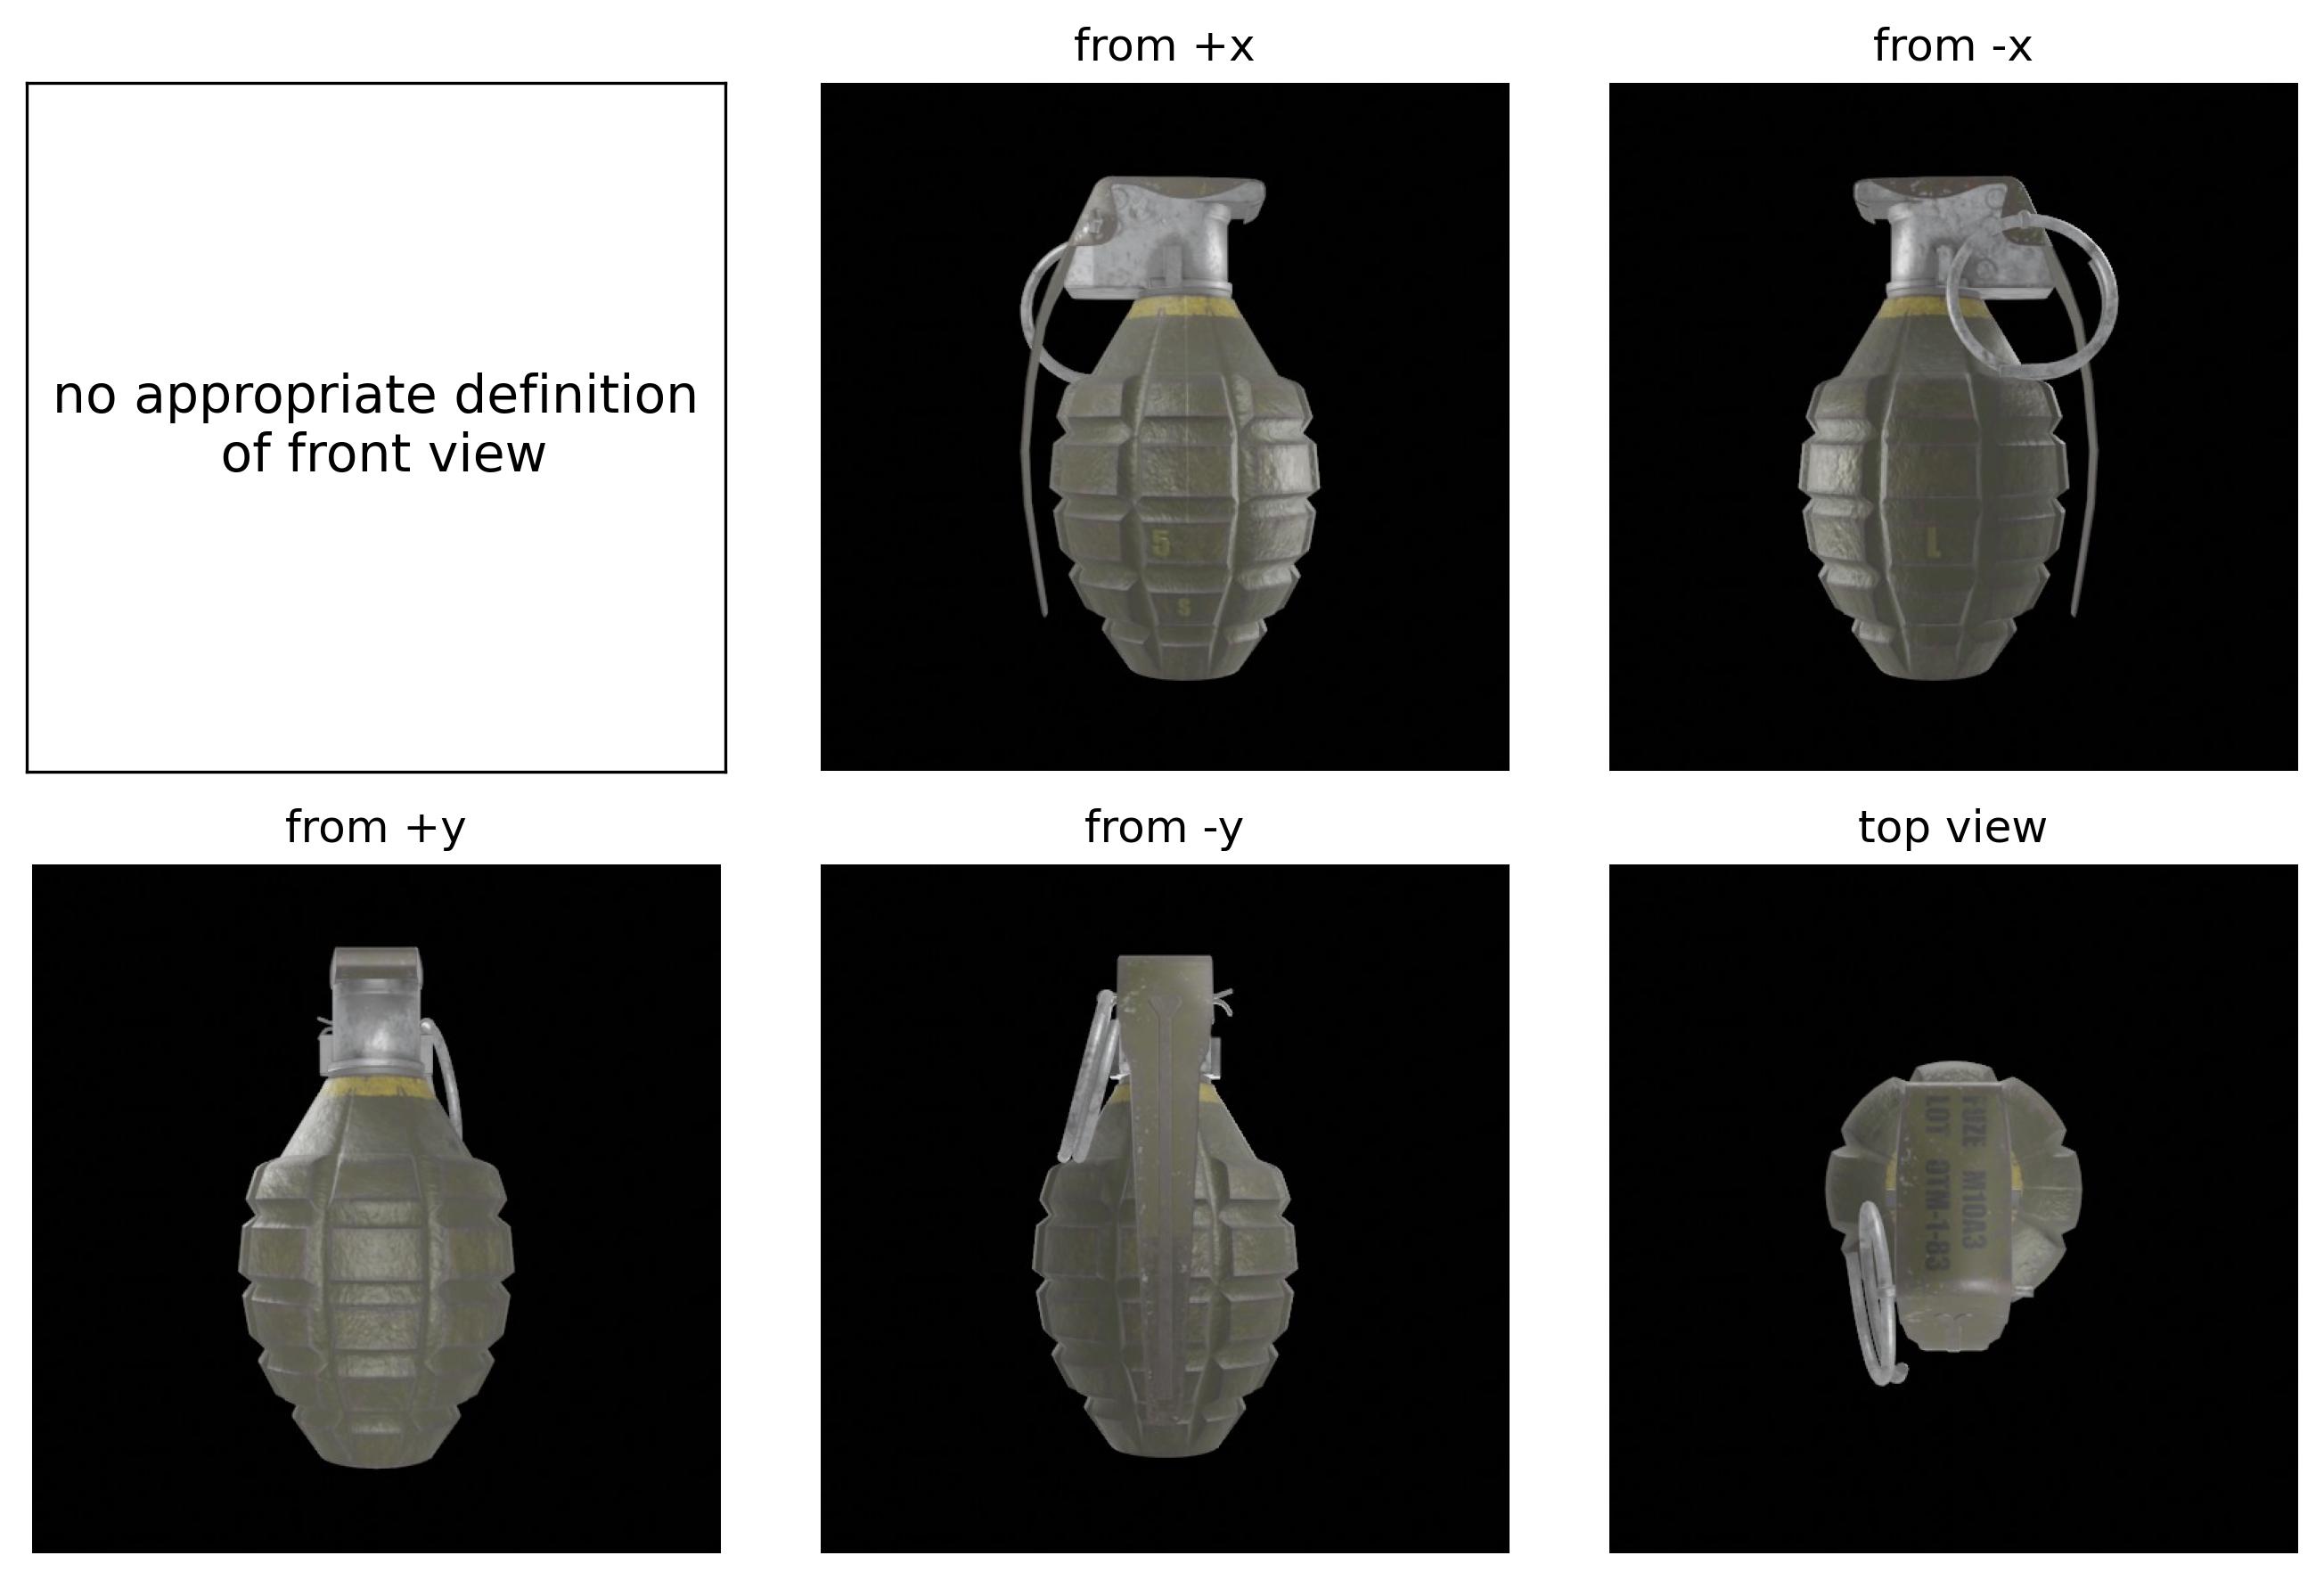 from +x
from -x
no appropriate definition
of front view
5
S
L
from +y
from -y
top view
FUZE M10A3
LOT OTM-1-83